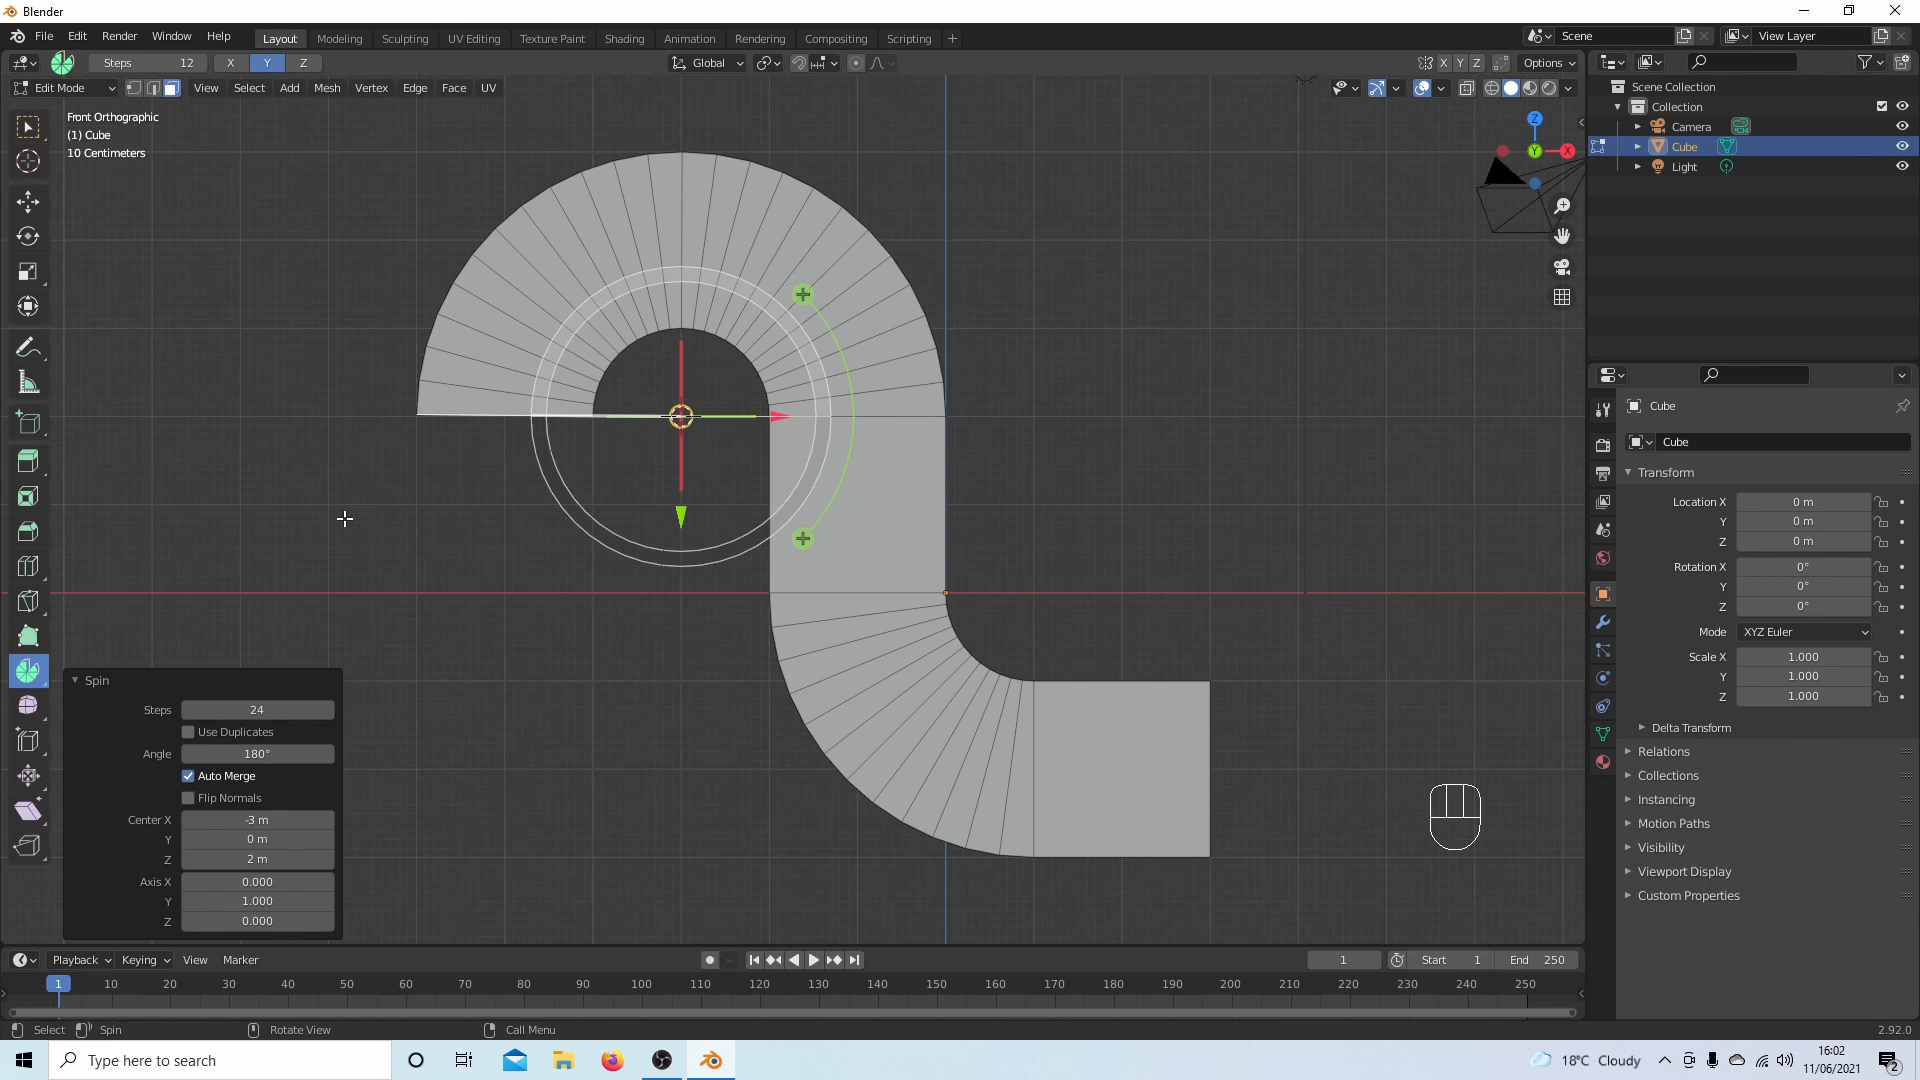 Blender
File Edit Render Window Help Layout Modeling Sculpting UV Editing Texture Paint Shading Animation Rendering Compositing Scripting + Scene View Layer
Steps 12 X Y Z Global X Y Z Options
Edit Mode View Select Add Mesh Vertex Edge Face UV
Front Orthographic
(1) Cube
10 Centimeters
Z
Y
X
Scene Collection
Collection
Camera
Cube
Light
Cube
Cube
Transform
Location X 0 m
Y 0 m
Z 0 m
Rotation X 0°
Y 0°
Z 0°
Mode XYZ Euler
Scale X 1.000
Y 1.000
Z 1.000
Delta Transform
Relations
Collections
Instancing
Motion Paths
Visibility
Viewport Display
Custom Properties
Spin
Steps 24
Use Duplicates
Angle 180°
Auto Merge
Flip Normals
Center X -3 m
Y 0 m
Z 2 m
Axis X 0.000
Y 1.000
Z 0.000
Playback Keying View Marker 1 Start 1 End 250
1 10 20 30 40 50 60 70 80 90 100 110 120 130 140 150 160 170 180 190 200 210 220 230 240 250
Select Spin Rotate View Call Menu 2.92.0
Type here to search 18°C Cloudy 16:02
11/06/2021 2